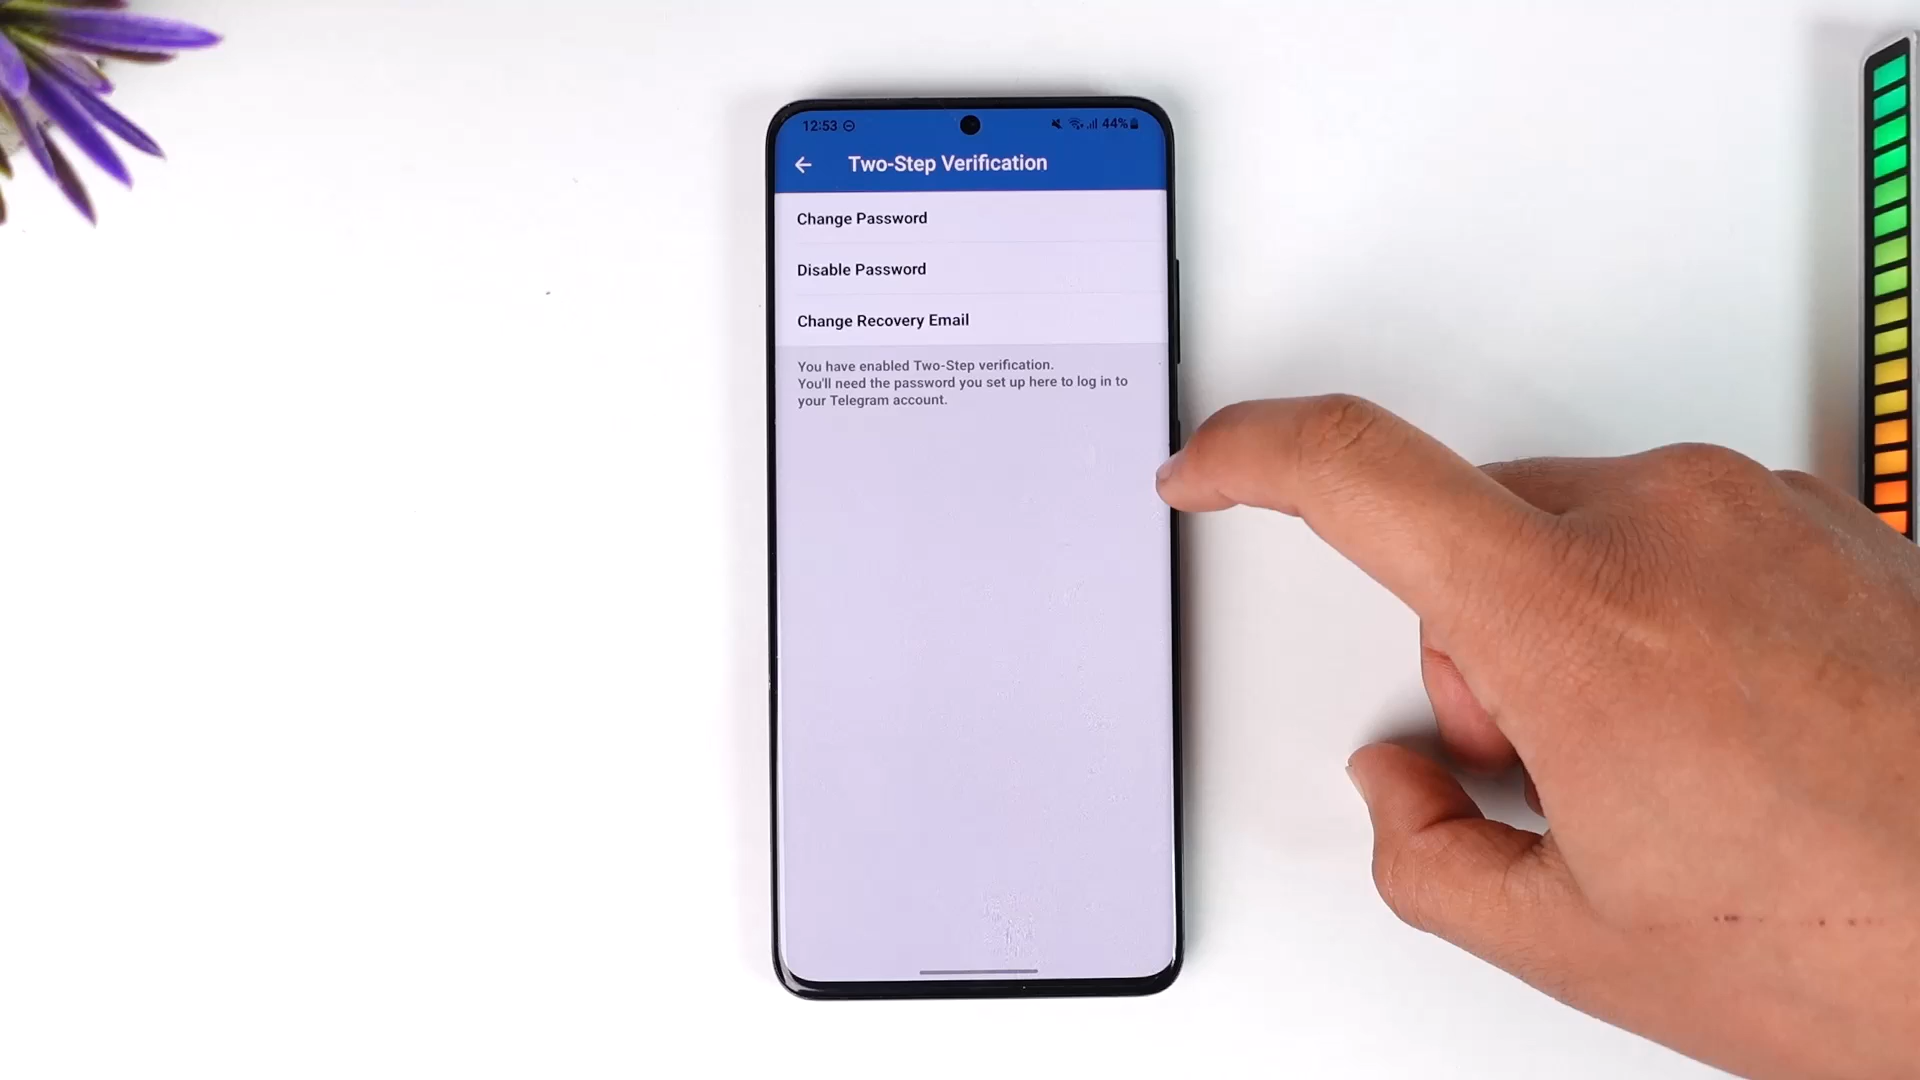 12:53
44%
Two-Step Verification
Change Password
Disable Password
Change Recovery Email
You have enabled Two-Step verification.
You'll need the password you set up here to log in to
your Telegram account.